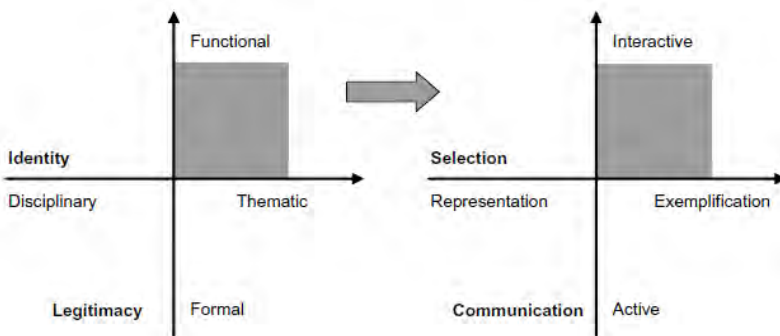 Functional
Identity
Disciplinary
Thematic
Legitimacy
Formal
Interactive
Selection
Representation
Exemplification
Communication
Active